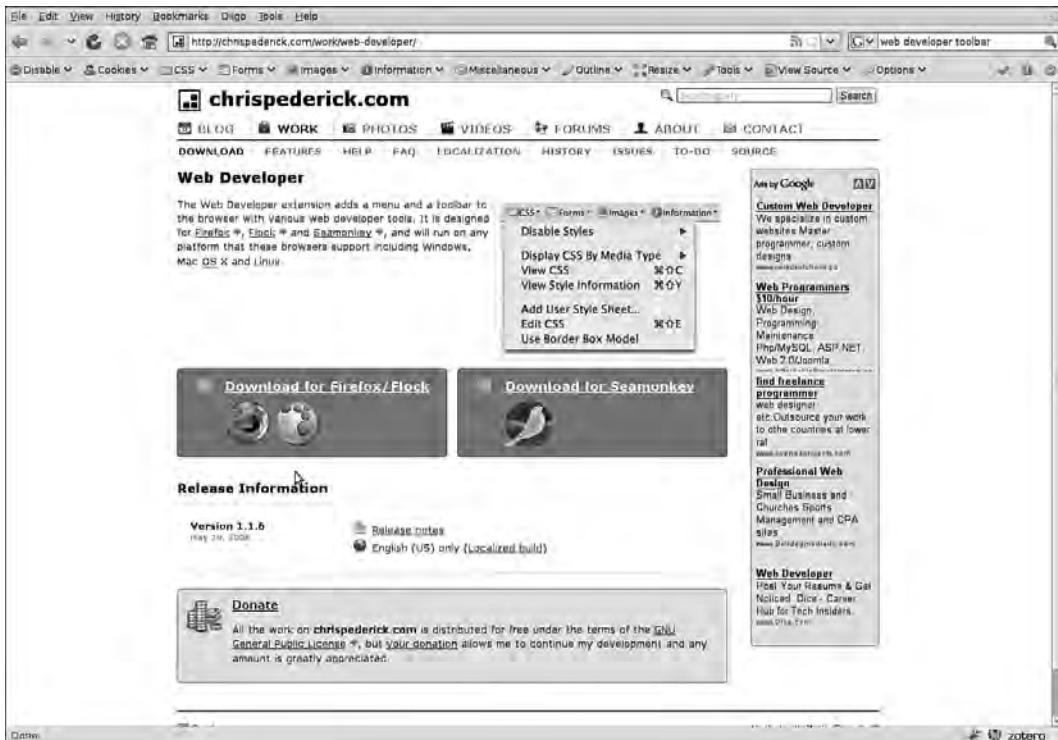 File Edit View History Bookmarks Diigo Tools Help
http://chrispederick.com/work/web-developer/
web developer toolbar
Disable Cookies CSS Forms Images Information Miscellaneous Outline Resize Tools View Source Options
chrispederick.com
Search
BLOG WORK PHOTOS VIDEOS FORUMS ABOUT CONTACT
DOWNLOAD FEATURES HELP FAQ LOCALIZATION HISTORY ISSUES TO-DO SOURCE
Web Developer
The Web Developer extension adds a menu and a toolbar to
the browser with various web developer tools. It is designed
for Firefox, Flock and Seamonkey, and will run on any
platform that these browsers support including Windows,
Mac OS X and Linux.
CSS Forms Images Information
Disable Styles
Display CSS By Media Type
View CSS ⌘⇧C
View Style Information ⌘⇧Y
Add User Style Sheet...
Edit CSS ⌘⇧E
Use Border Box Model
Download for Firefox/Flock
Download for Seamonkey
Release Information
Version 1.1.6
Release notes
English (US) only (Localized build)
Donate
All the work on chrispederick.com is distributed for free under the terms of the GNU
General Public License, but your donation allows me to continue my development and any
amount is greatly appreciated.
Ads by Google
Custom Web Developer
We specialize in custom
websites Master
programmer, custom
designs
Web Programmers
$10/hour
Web Design,
Programming,
Maintenance
Php/MySQL, ASP.NET,
Web 2.0/Joomla
find freelance
programmer
web designer
etc.Outsource your work
to othe countries at lower
rat
Professional Web
Design
Small Business and
Churches Sports
Management and CPA
sites
Web Developer
Post Your Resume & Get
Noticed. Dice - Career
Hub for Tech Insiders.
www.Dice.com
Done
zotero